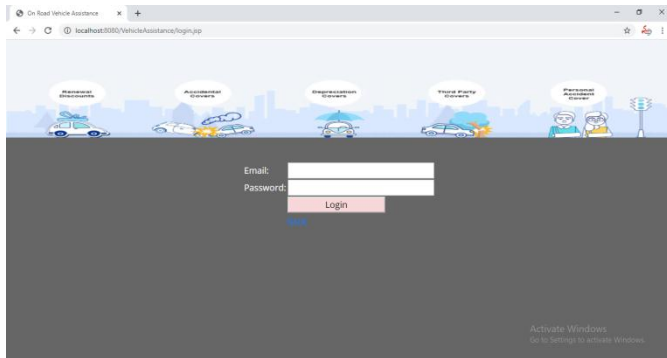 On Road Vehicle Assistance
localhost:8080/VehicleAssistance/login.jsp
Renewal
Discounts
Accidental
Covers
Depreciation
Covers
Third Party
Covers
Personal
Accident
Cover
Email:
Password:
Login
Activate Windows
Go to Settings to activate Windows.